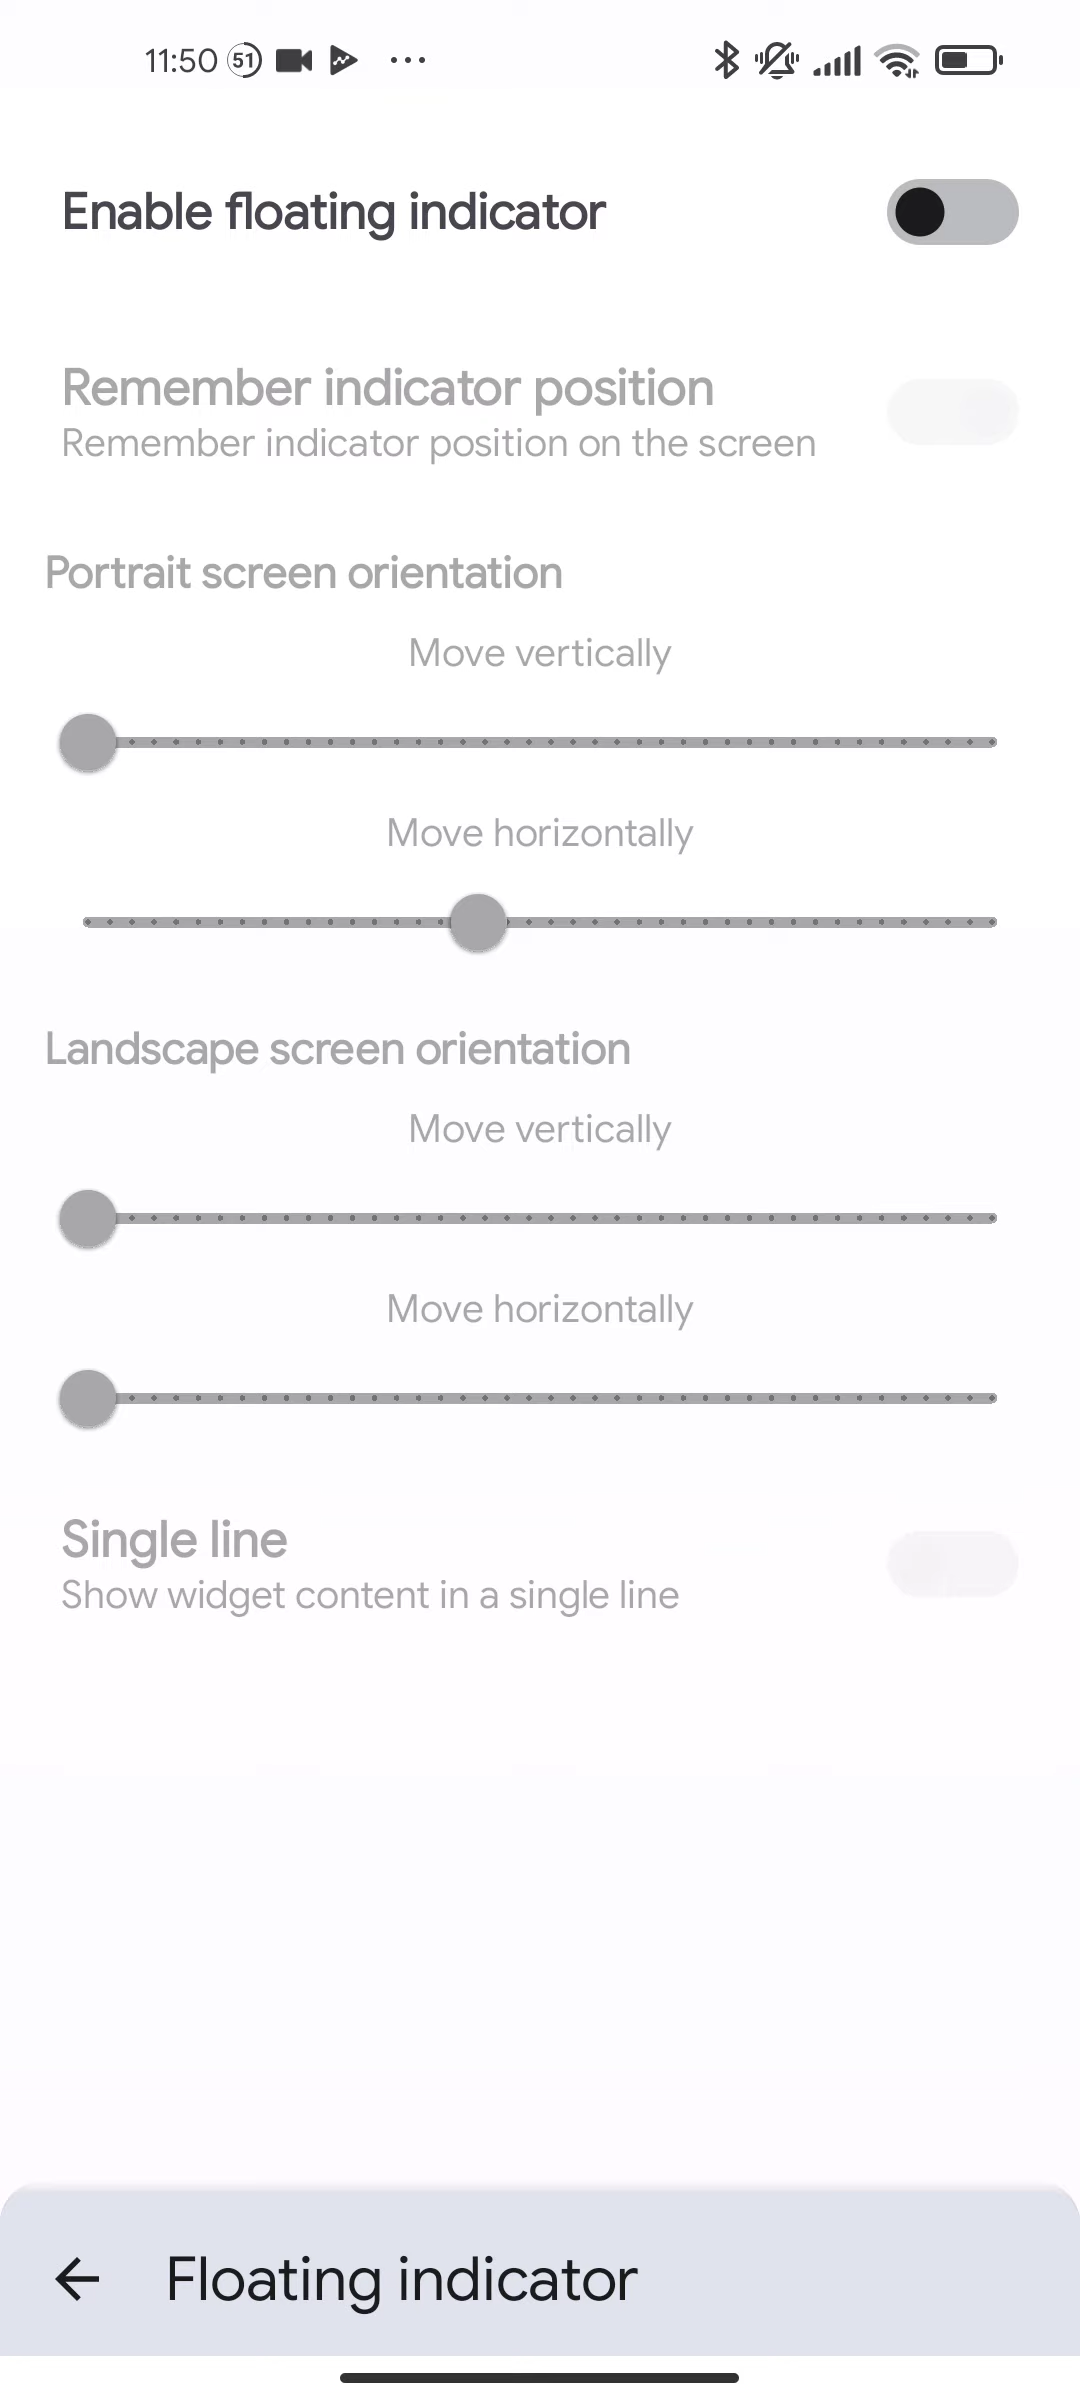 11:50 51 ...
Enable floating indicator
Remember indicator position
Remember indicator position on the screen
Portrait screen orientation
Move vertically
Move horizontally
Landscape screen orientation
Move vertically
Move horizontally
Single line
Show widget content in a single line
Floating indicator